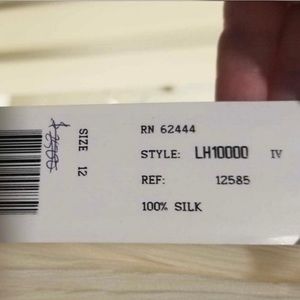 SIZE 12
RN 62444
STYLE: LH10000 IV
REF: 12585
100% SILK